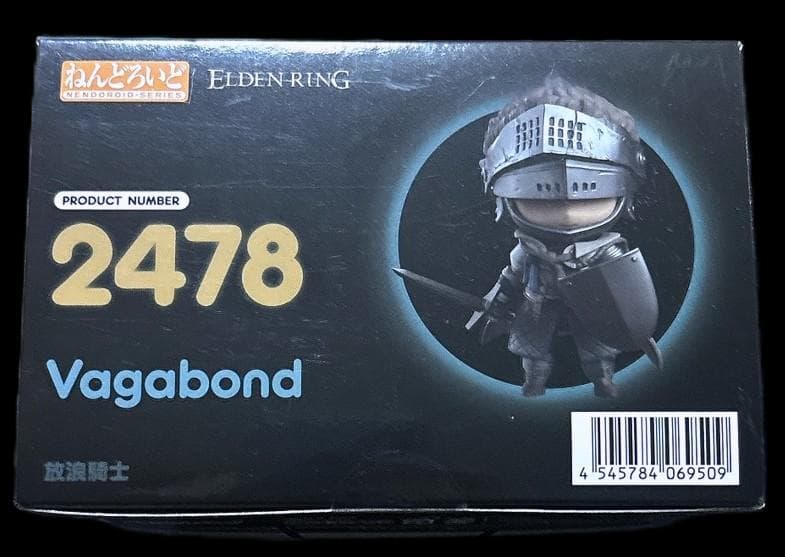 ねんどろいど
NENDOROID-SERIES
ELDEN RING
PRODUCT NUMBER
2478
Vagabond
放浪騎士
4 545784 069509